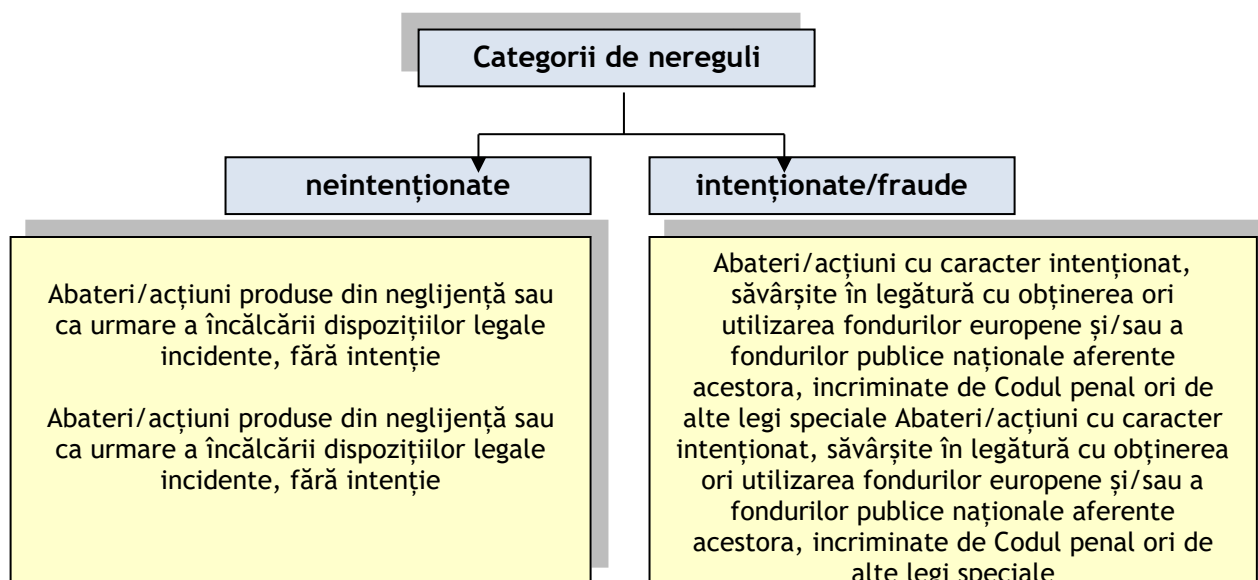 Categorii de nereguli
neintenționate
intenționate/fraude
Abateri/acțiuni produse din neglijență sau
ca urmare a încălcării dispozițiilor legale
incidente, fără intenție
Abateri/acțiuni produse din neglijență sau
ca urmare a încălcării dispozițiilor legale
incidente, fără intenție
Abateri/acțiuni cu caracter intenționat,
săvârșite în legătură cu obținerea ori
utilizarea fondurilor europene și/sau a
fondurilor publice naționale aferente
acestora, incriminate de Codul penal ori de
alte legi speciale Abateri/acțiuni cu caracter
intenționat, săvârșite în legătură cu obținerea
ori utilizarea fondurilor europene și/sau a
fondurilor publice naționale aferente
acestora, incriminate de Codul penal ori de
alte legi speciale